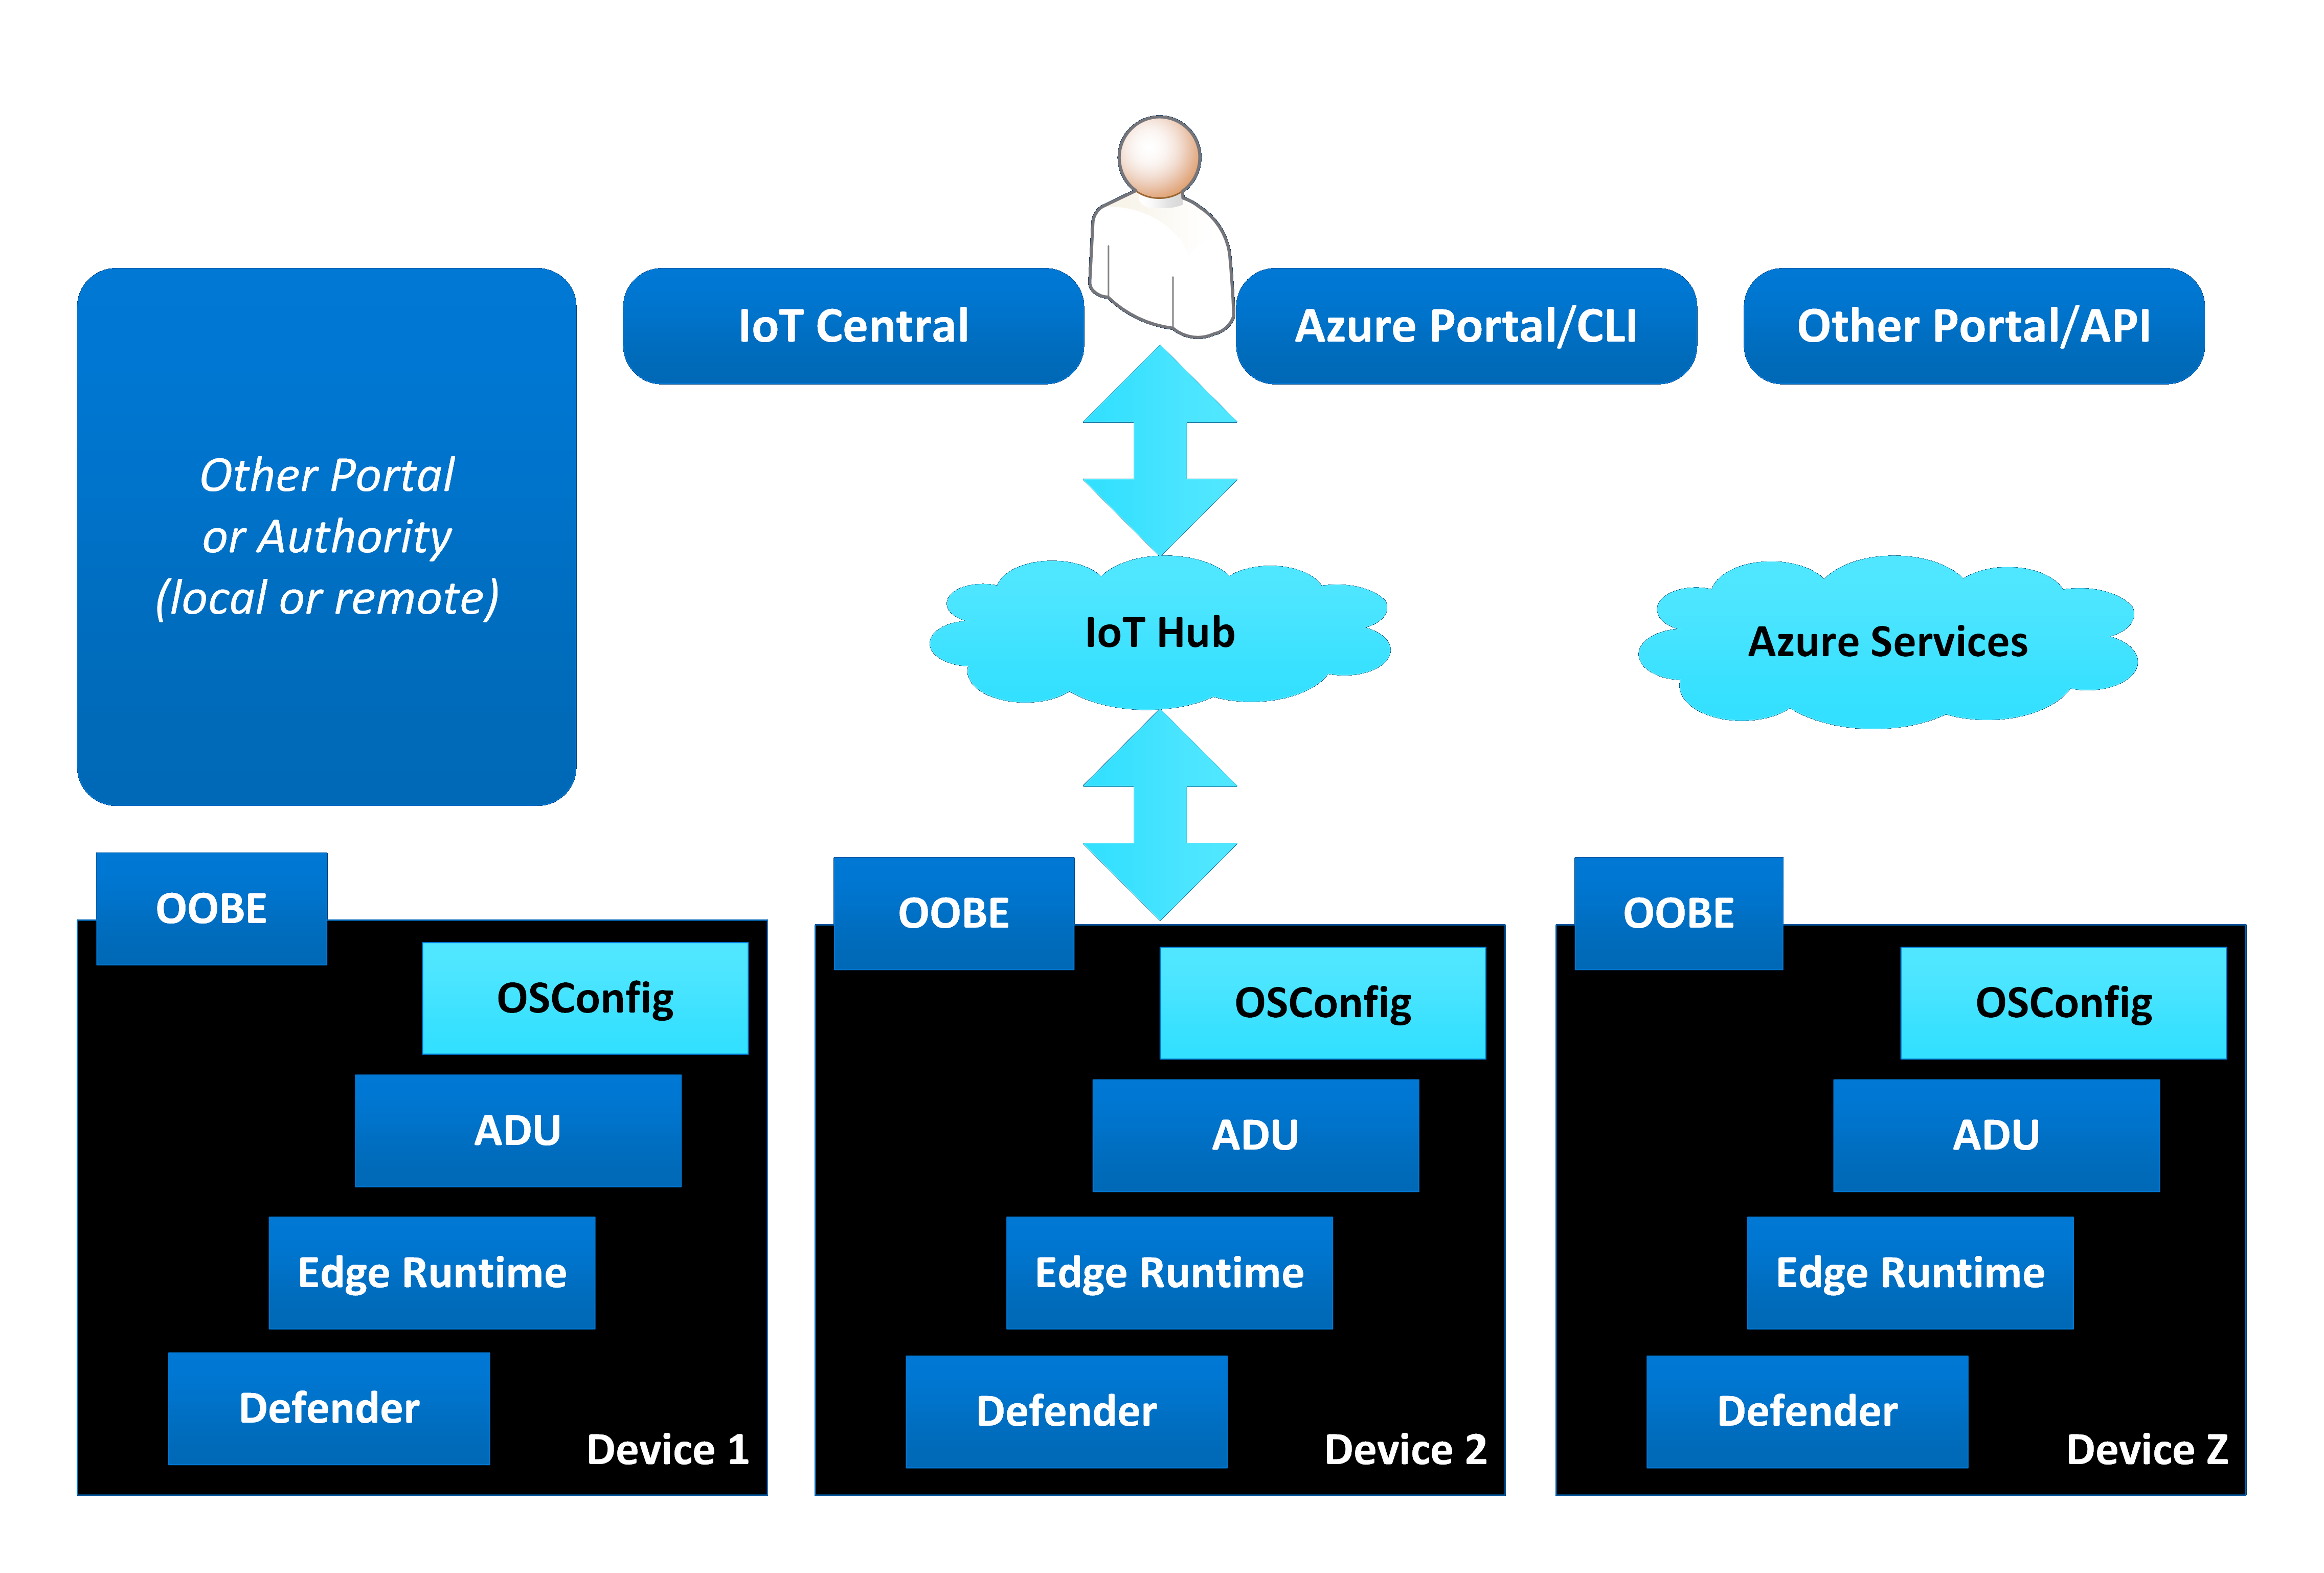 IoT Central
Azure Portal/CLI
Other Portal/API
Other Portal
or Authority
(local or remote)
IoT Hub
Azure Services
OOBE
OSConfig
ADU
Edge Runtime
Defender
Device 1
OOBE
OSConfig
ADU
Edge Runtime
Defender
Device 2
OOBE
OSConfig
ADU
Edge Runtime
Defender
Device Z